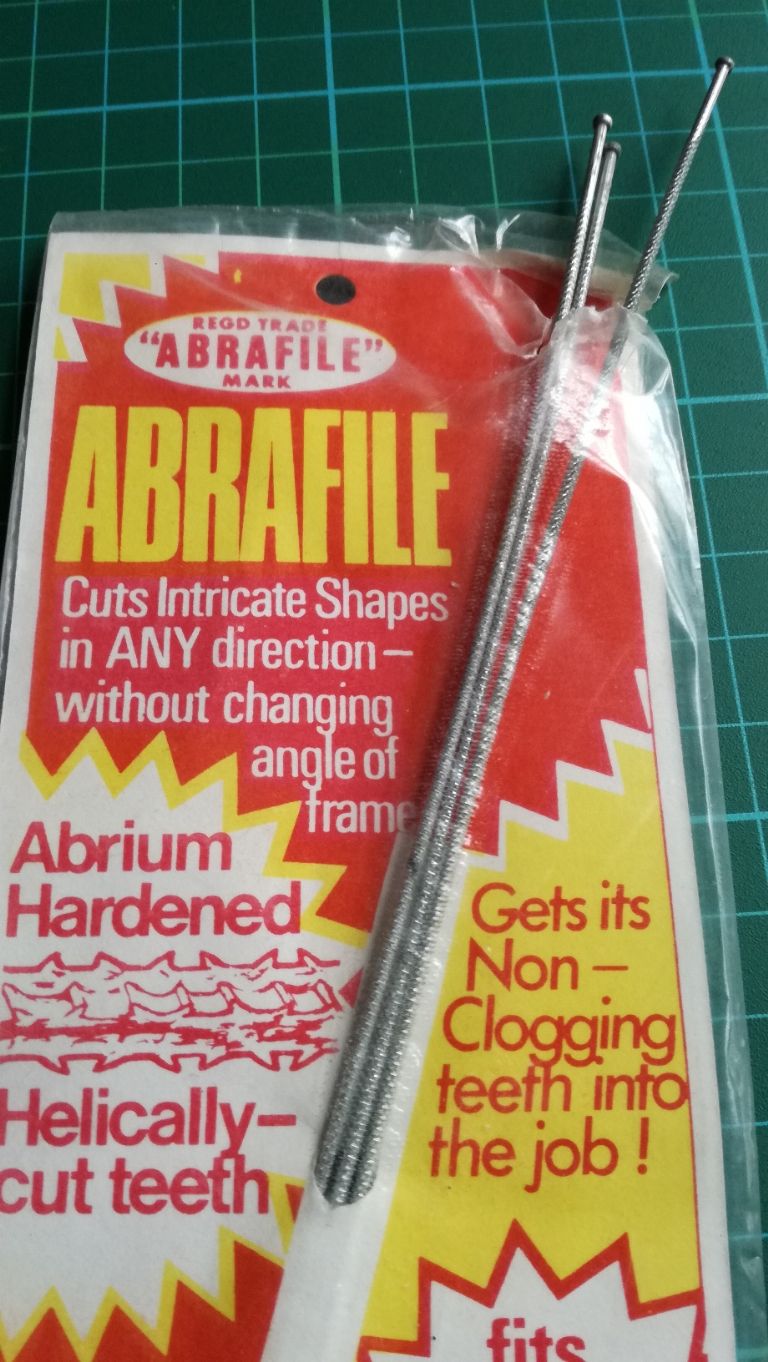 REGD TRADE
"ABRAFILE"
MARK
ABRAFILE
Cuts Intricate Shapes
in ANY direction –
without changing
angle of
frame
Abrium
Hardened
Helically–
cut teeth
Gets its
Non –
Clogging
teeth into
the job !
fits